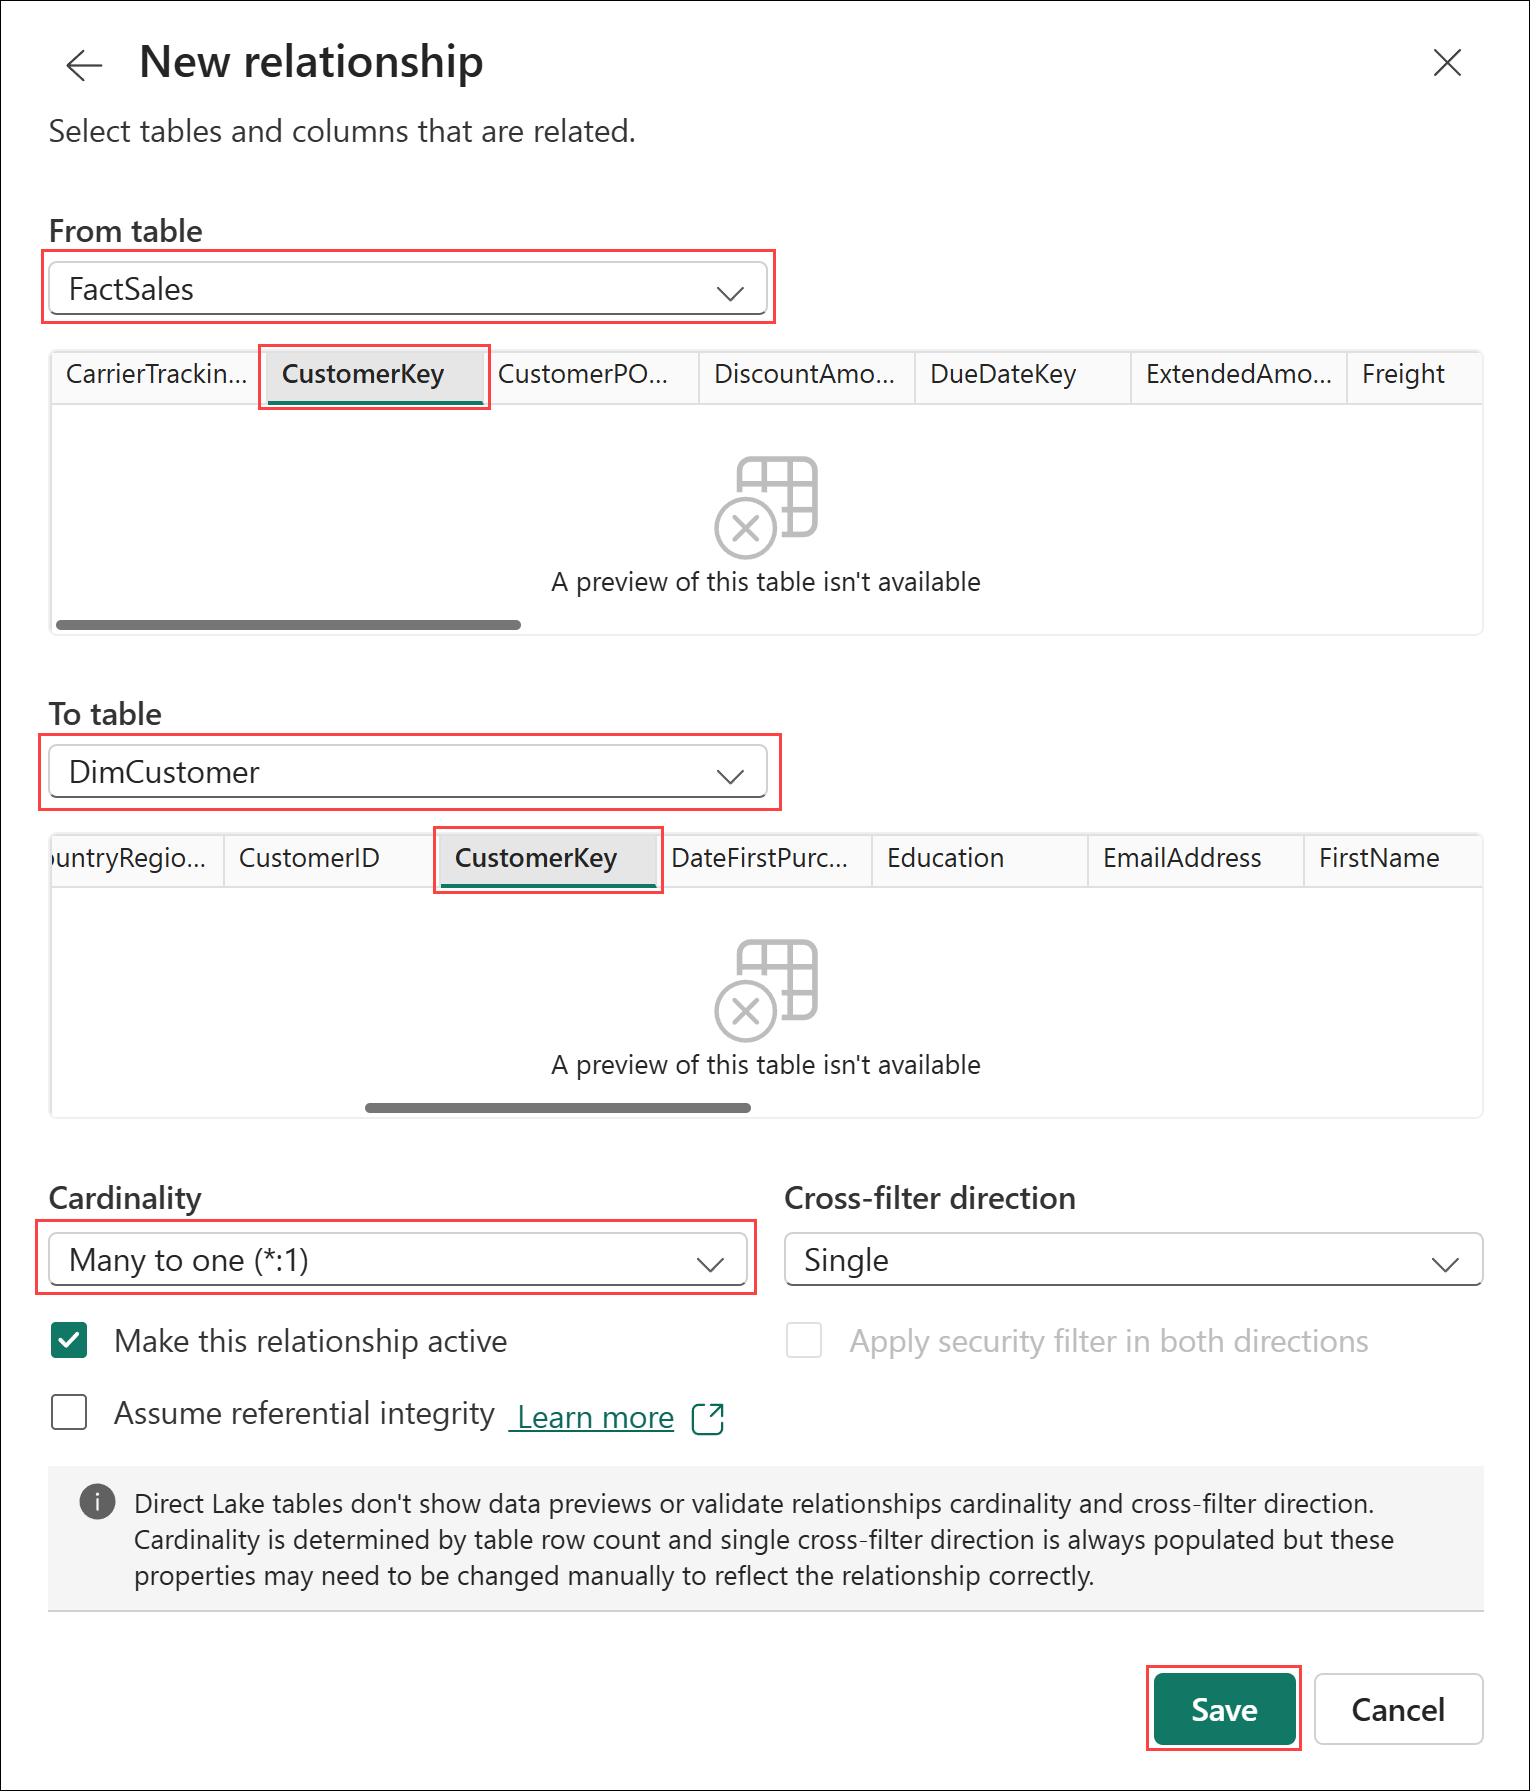 New relationship
Select tables and columns that are related.
From table
FactSales
CarrierTrackin... CustomerKey CustomerPO... DiscountAmo... DueDateKey ExtendedAmo... Freight
A preview of this table isn't available
To table
DimCustomer
ountryRegio... CustomerID CustomerKey DateFirstPurc... Education EmailAddress FirstName
A preview of this table isn't available
Cardinality Cross-filter direction
Many to one (*:1) Single
Make this relationship active Apply security filter in both directions
Assume referential integrity Learn more
Direct Lake tables don't show data previews or validate relationships cardinality and cross-filter direction.
Cardinality is determined by table row count and single cross-filter direction is always populated but these
properties may need to be changed manually to reflect the relationship correctly.
Save Cancel